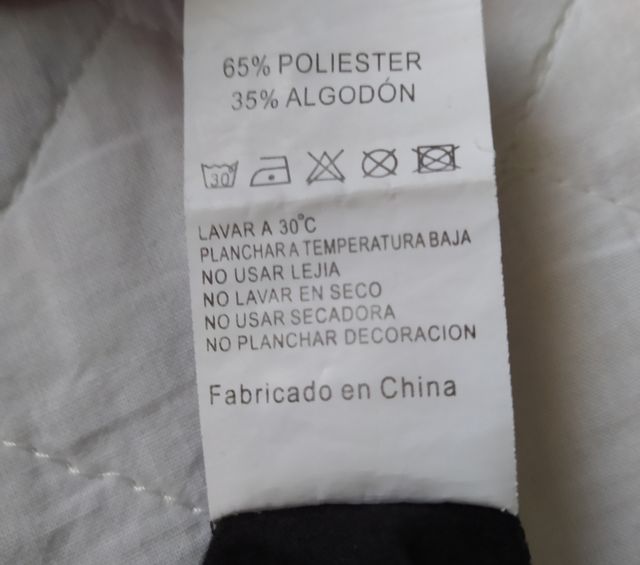 65% POLIESTER
35% ALGODÓN
30°
LAVAR A 30°C
PLANCHAR A TEMPERATURA BAJA
NO USAR LEJIA
NO LAVAR EN SECO
NO USAR SECADORA
NO PLANCHAR DECORACION
Fabricado en China